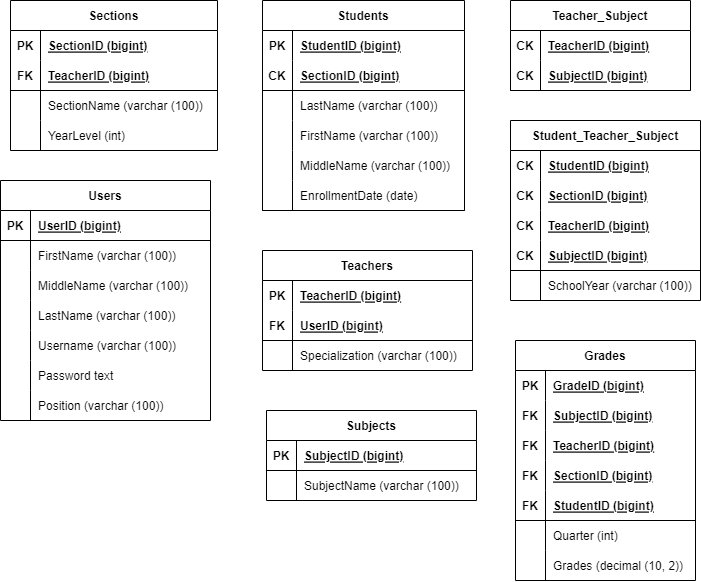 Sections
PK SectionID (bigint)
FK TeacherID (bigint)
SectionName (varchar (100))
YearLevel (int)
Students
PK StudentID (bigint)
CK SectionID (bigint)
LastName (varchar (100))
FirstName (varchar (100))
MiddleName (varchar (100))
EnrollmentDate (date)
Teacher_Subject
CK TeacherID (bigint)
CK SubjectID (bigint)
Student_Teacher_Subject
CK StudentID (bigint)
CK SectionID (bigint)
CK TeacherID (bigint)
CK SubjectID (bigint)
SchoolYear (varchar (100))
Users
PK UserID (bigint)
FirstName (varchar (100))
MiddleName (varchar (100))
LastName (varchar (100))
Username (varchar (100))
Password text
Position (varchar (100))
Teachers
PK TeacherID (bigint)
FK UserID (bigint)
Specialization (varchar (100))
Subjects
PK SubjectID (bigint)
SubjectName (varchar (100))
Grades
PK GradeID (bigint)
FK SubjectID (bigint)
FK TeacherID (bigint)
FK SectionID (bigint)
FK StudentID (bigint)
Quarter (int)
Grades (decimal (10, 2))